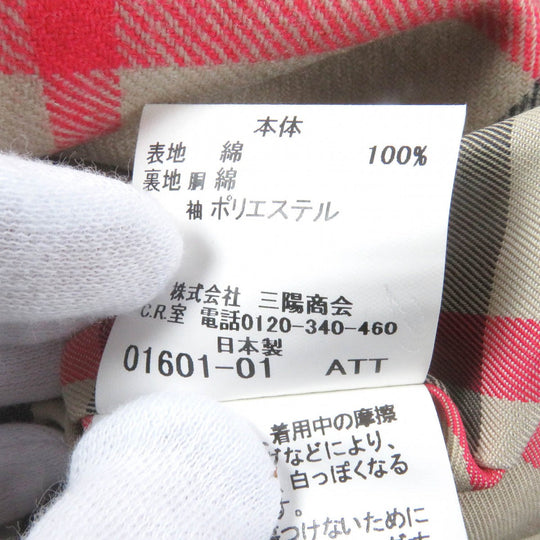 本体
表地 綿 100%
裏地 胴 綿
袖 ポリエステル
株式会社 三陽商会
C.R.室 電話0120-340-460
日本製
01601-01 ATT
着用中の摩擦
などにより、
白っぽくなる
す。
つけないために